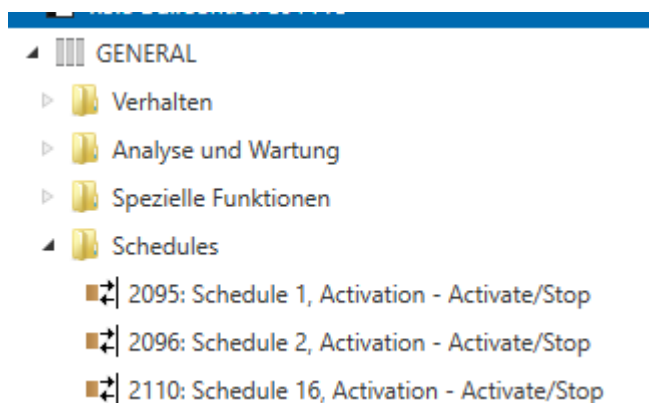 GENERAL
Verhalten
Analyse und Wartung
Spezielle Funktionen
Schedules
2095: Schedule 1, Activation - Activate/Stop
2096: Schedule 2, Activation - Activate/Stop
2110: Schedule 16, Activation - Activate/Stop